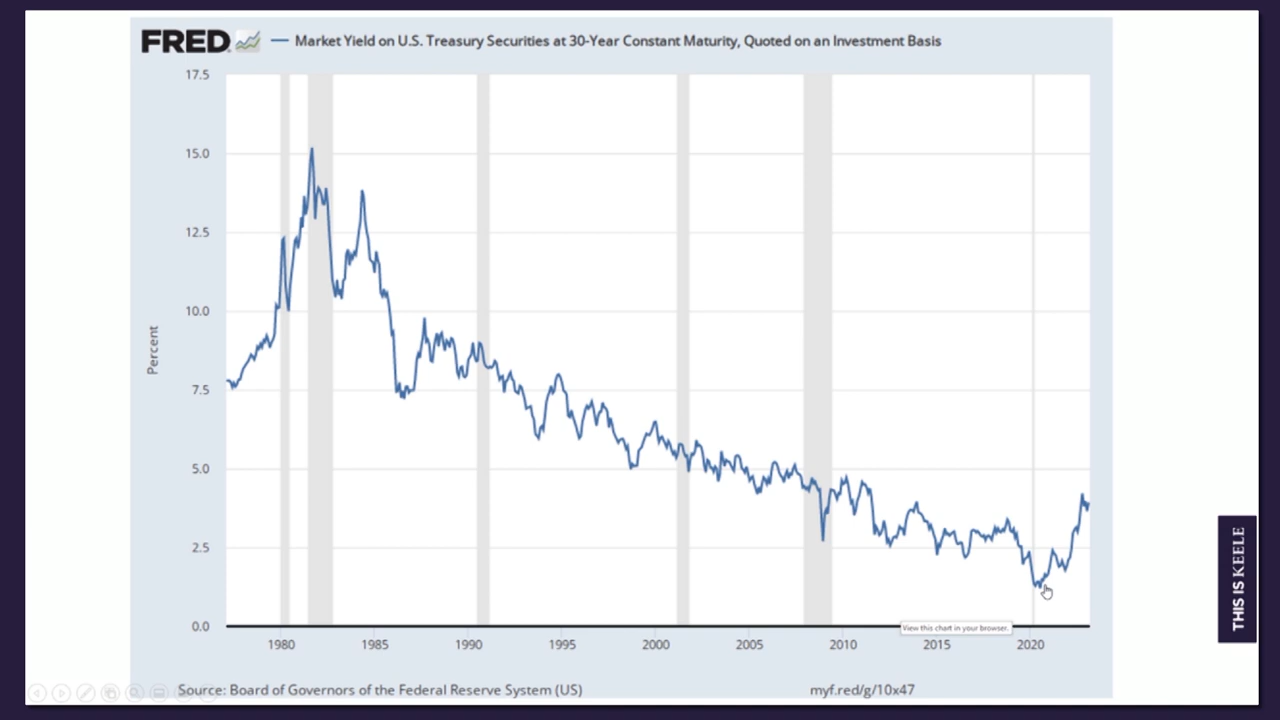 FRED Market Yield on U.S. Treasury Securities at 30-Year Constant Maturity, Quoted on an Investment Basis
17.5
15.0
12.5
10.0
7.5
5.0
2.5
0.0
Percent
1980 1985 1990 1995 2000 2005 2010 2015 2020
View this chart in your browser.
Source: Board of Governors of the Federal Reserve System (US) myf.red/g/10x47
THIS IS KEELE